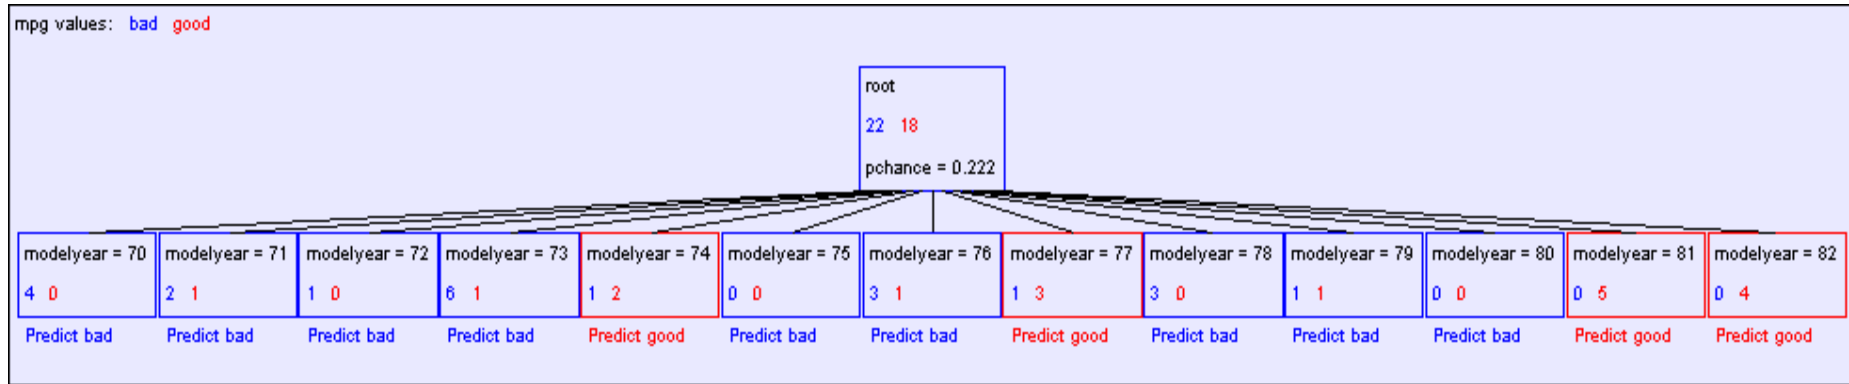 mpg values: bad good
root
22 18
pchance = 0.222
modelyear = 70 modelyear = 71 modelyear = 72 modelyear = 73 modelyear = 74 modelyear = 75 modelyear = 76 modelyear = 77 modelyear = 78 modelyear = 79 modelyear = 80 modelyear = 81 modelyear = 82
4 0 2 1 1 0 6 1 1 2 0 0 3 1 1 3 3 0 1 1 0 0 0 5 0 4
Predict bad Predict bad Predict bad Predict bad Predict good Predict bad Predict bad Predict good Predict bad Predict bad Predict bad Predict good Predict good